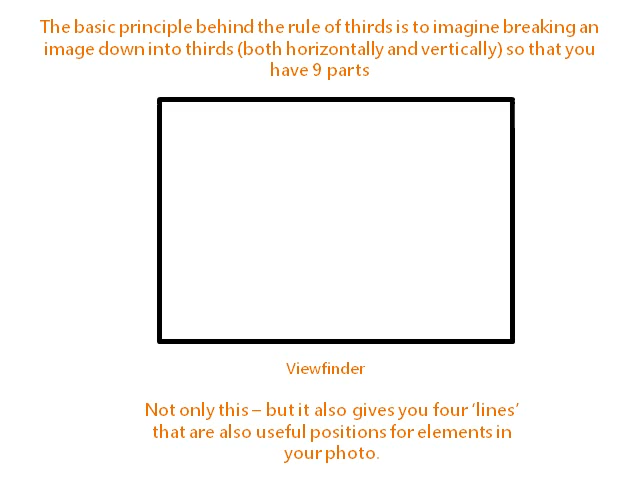 The basic principle behind the rule of thirds is to imagine breaking an
image down into thirds (both horizontally and vertically) so that you
have 9 parts
Viewfinder
Not only this – but it also gives you four ‘lines’
that are also useful positions for elements in
your photo.